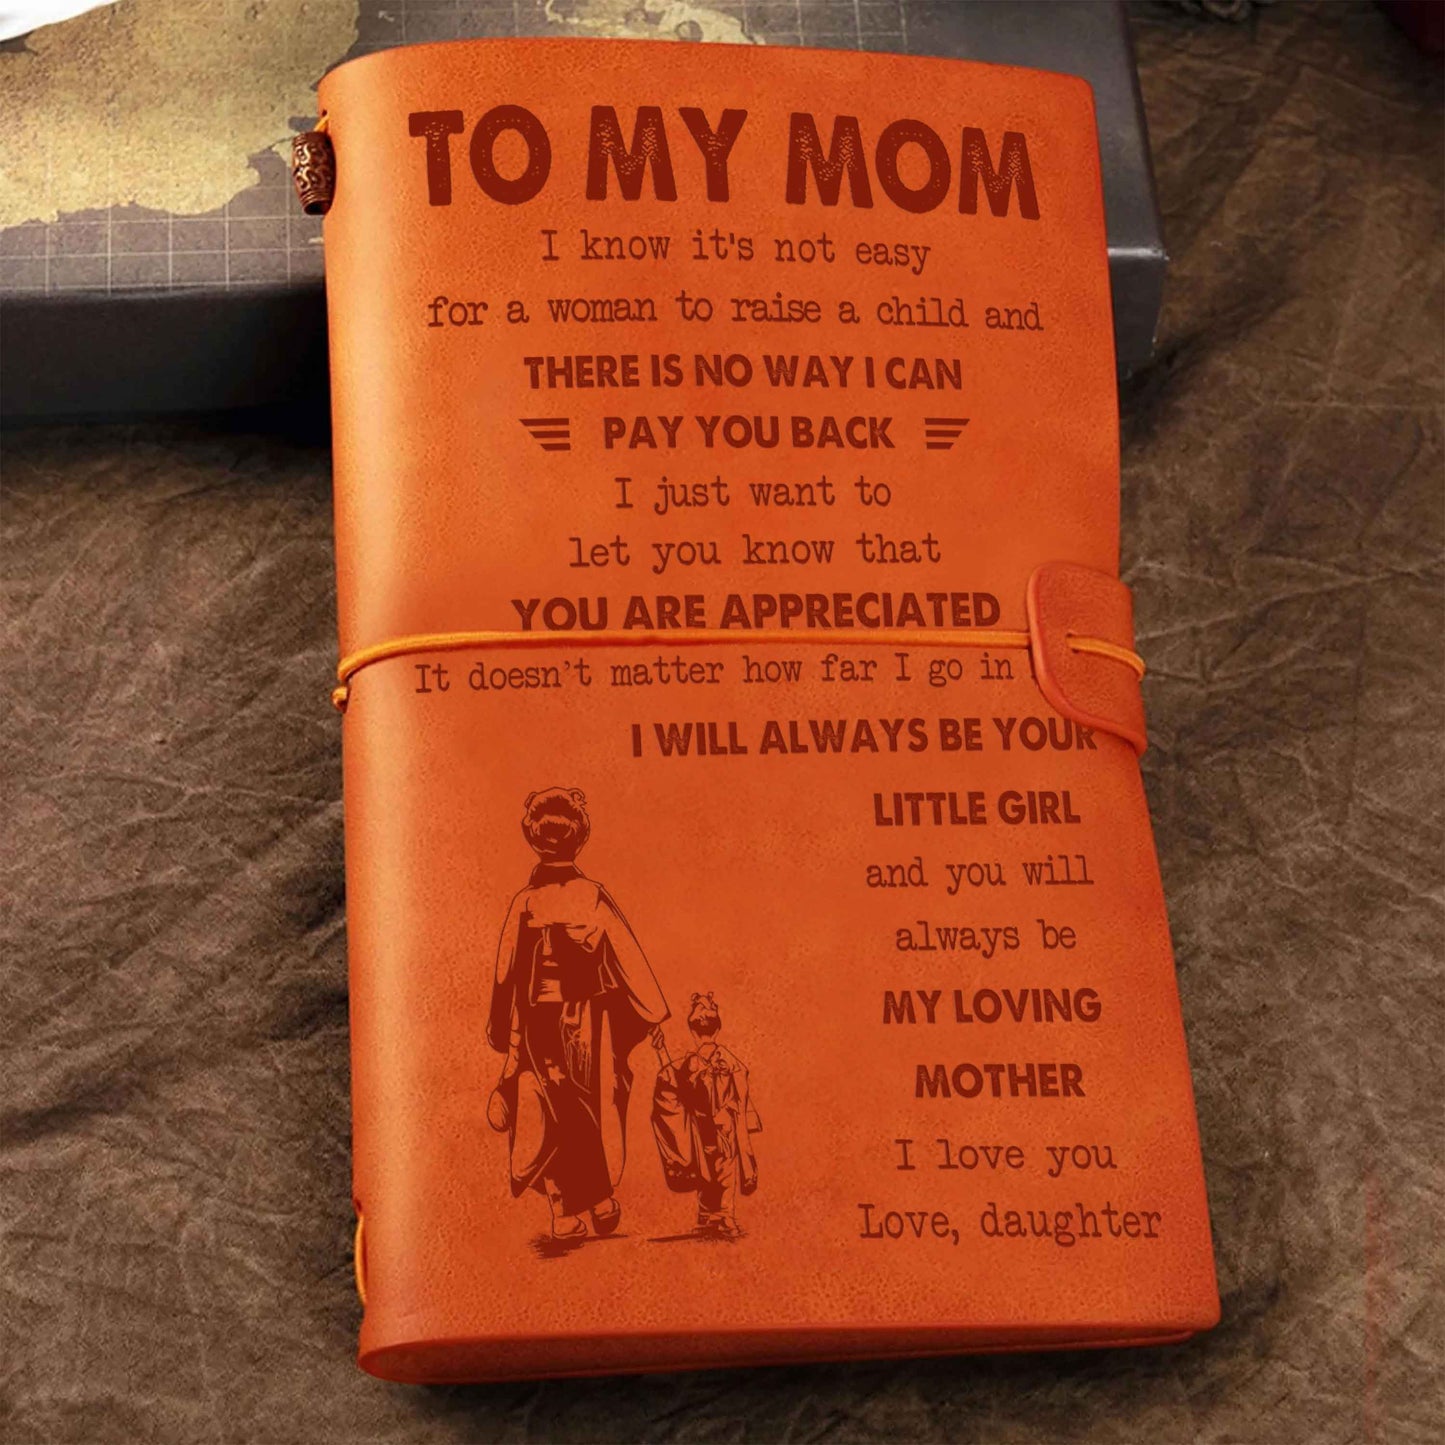 TO MY MOM
I know it's not easy
for a woman to raise a child and
THERE IS NO WAY I CAN
PAY YOU BACK
I just want to
let you know that
YOU ARE APPRECIATED
It doesn't matter how far I go in
I WILL ALWAYS BE YOUR
LITTLE GIRL
and you will
always be
MY LOVING
MOTHER
I love you
Love, daughter